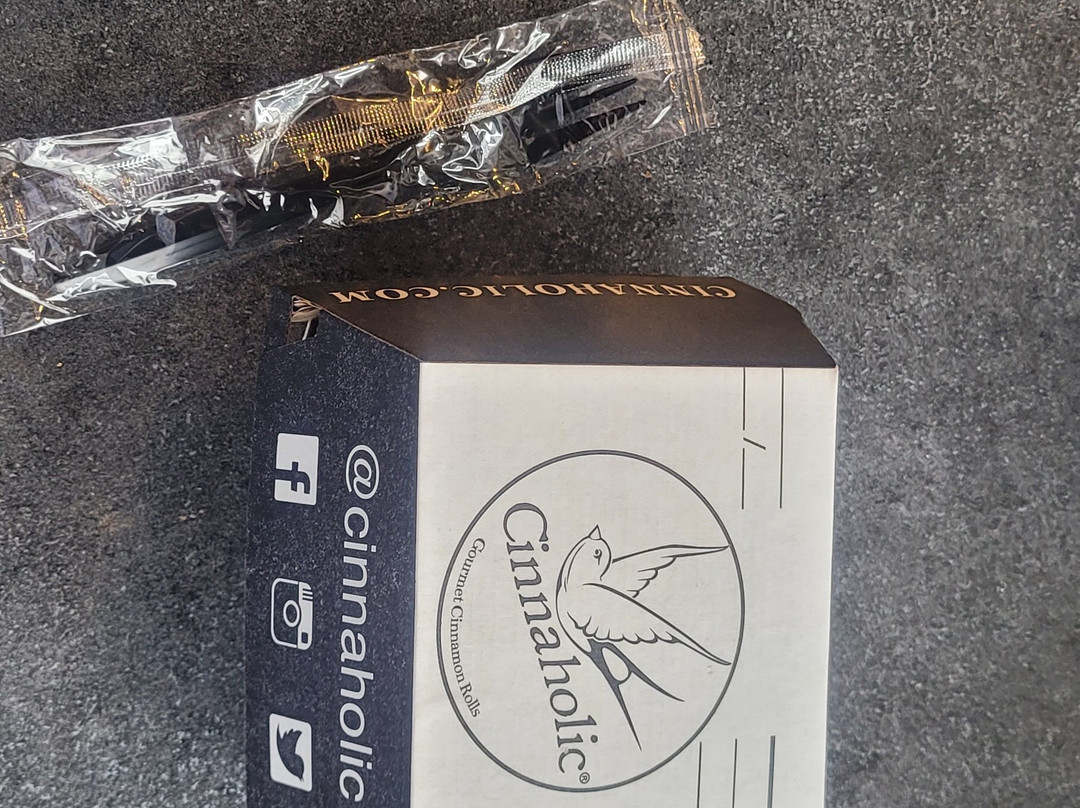 CINNAHOLIC.COM
@cinnaholic
Cinnaholic®
Gourmet Cinnamon Rolls